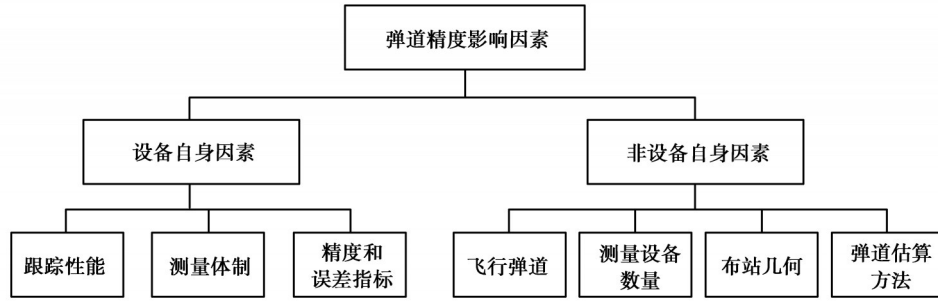 弹道精度影响因素
设备自身因素
非设备自身因素
跟踪性能
测量体制
精度和
误差指标
飞行弹道
测量设备
数量
布站几何
弹道估算
方法